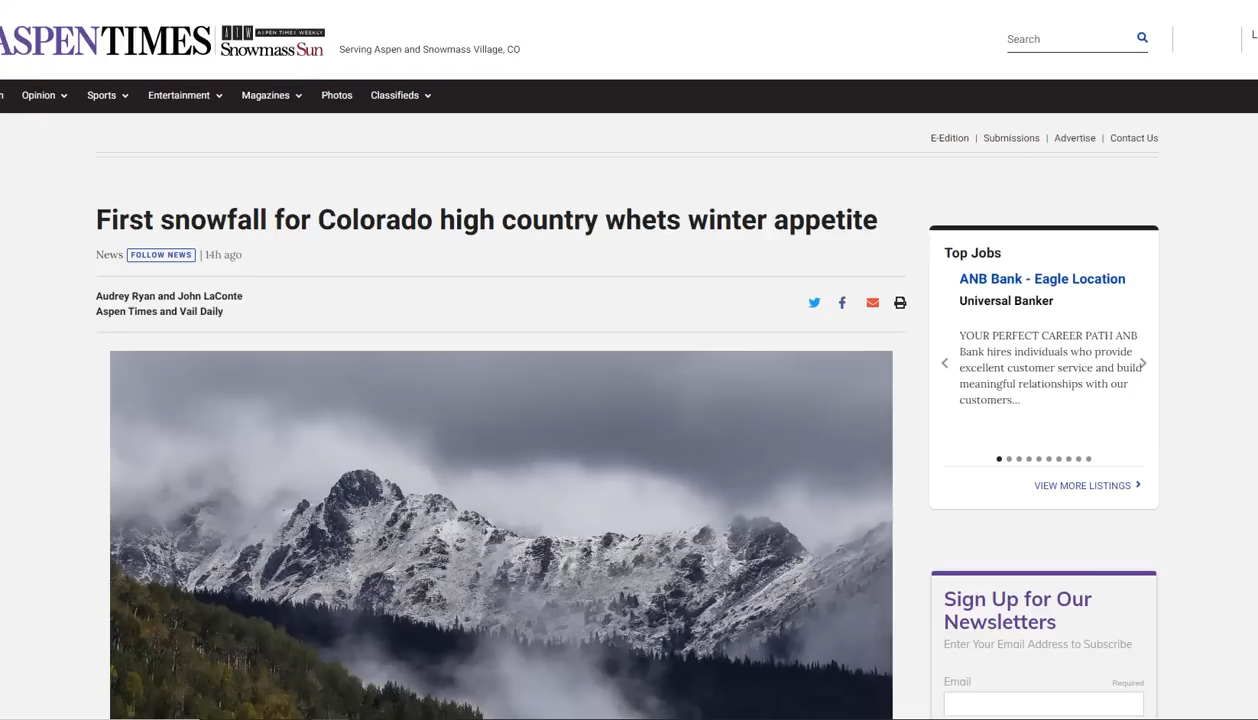 ASPENTIMES
ASPEN TIMES WEEKLY
Snowmass Sun
Serving Aspen and Snowmass Village, CO
Search
L
n
Opinion
Sports
Entertainment
Magazines
Photos
Classifieds
E-Edition | Submissions | Advertise | Contact Us
First snowfall for Colorado high country whets winter appetite
News FOLLOW NEWS | 14h ago
Audrey Ryan and John LaConte
Aspen Times and Vail Daily
Top Jobs
ANB Bank - Eagle Location
Universal Banker
YOUR PERFECT CAREER PATH ANB
Bank hires individuals who provide
excellent customer service and build
meaningful relationships with our
customers...
VIEW MORE LISTINGS
Sign Up for Our
Newsletters
Enter Your Email Address to Subscribe
Email
Required